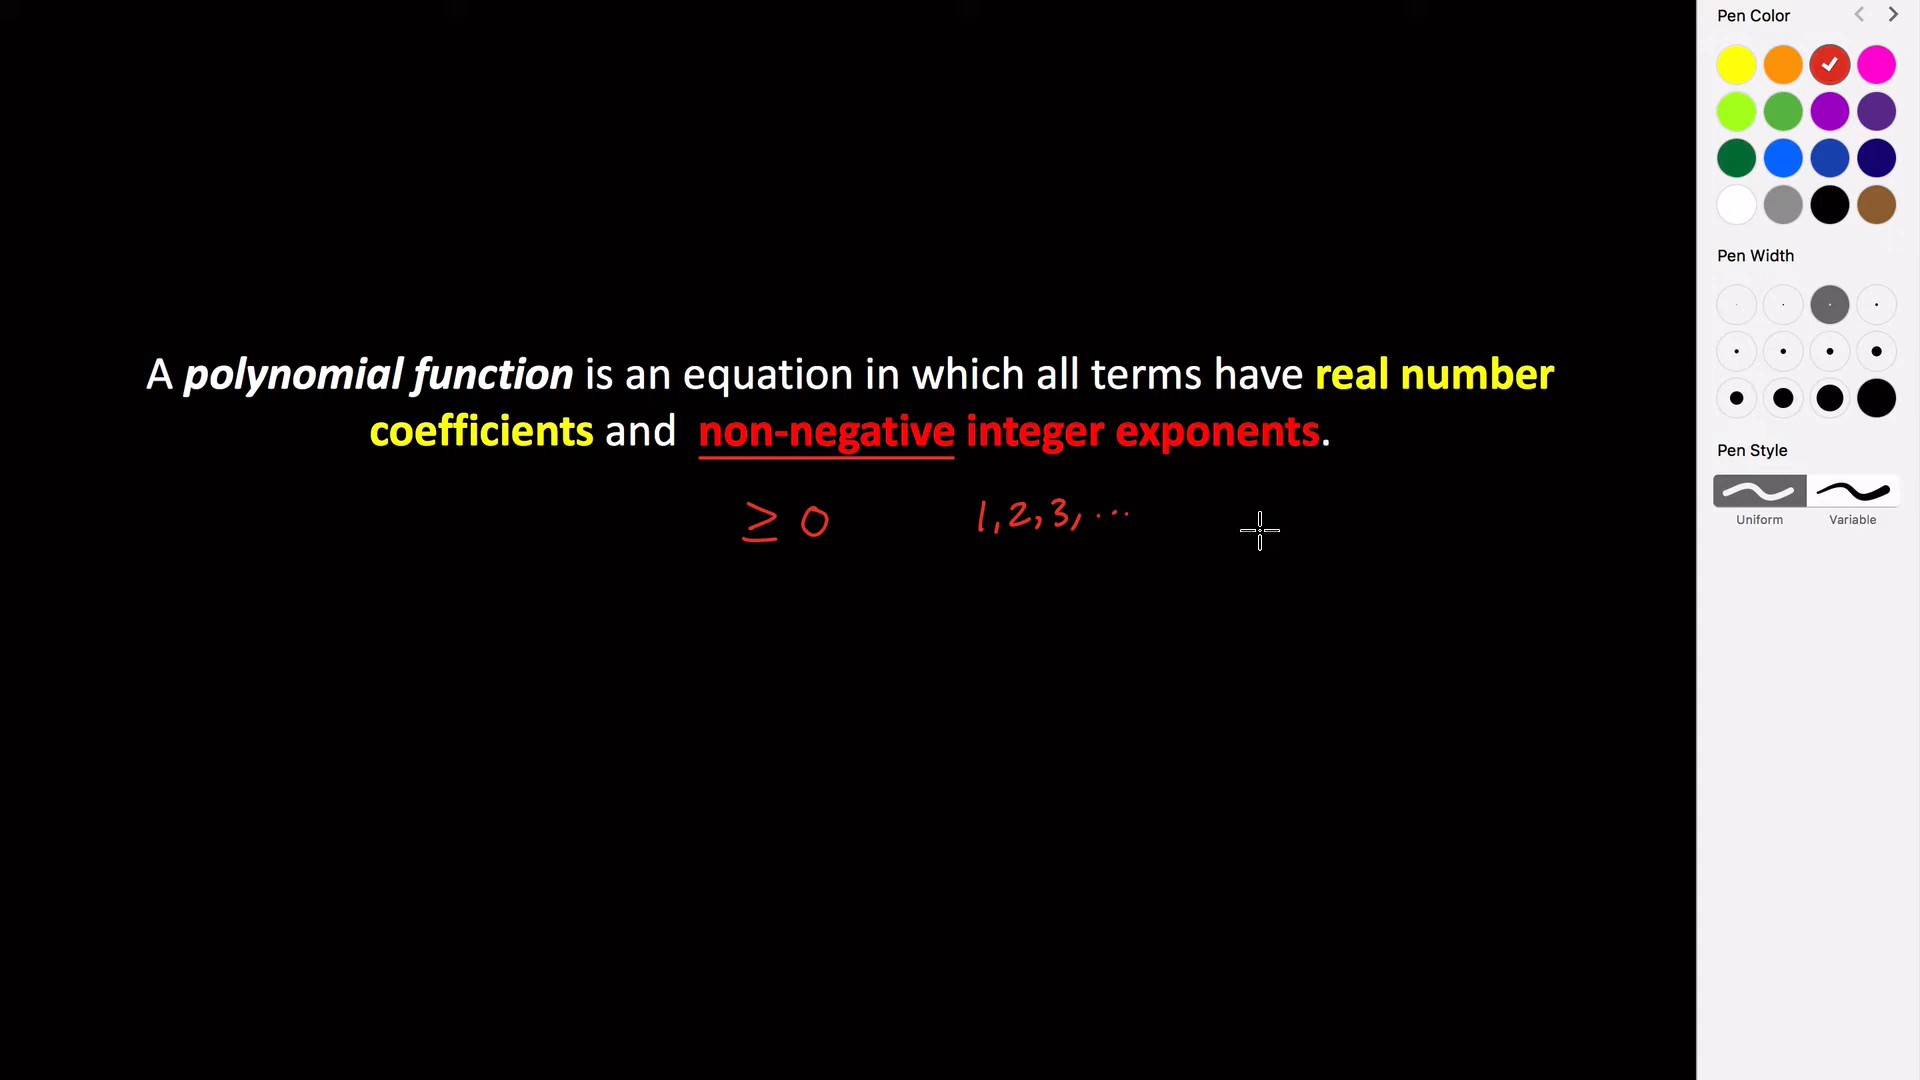 A polynomial function is an equation in which all terms have real number
coefficients and non-negative integer exponents.
≥ 0 1, 2, 3, ...
Pen Color
Pen Width
Pen Style
Uniform Variable